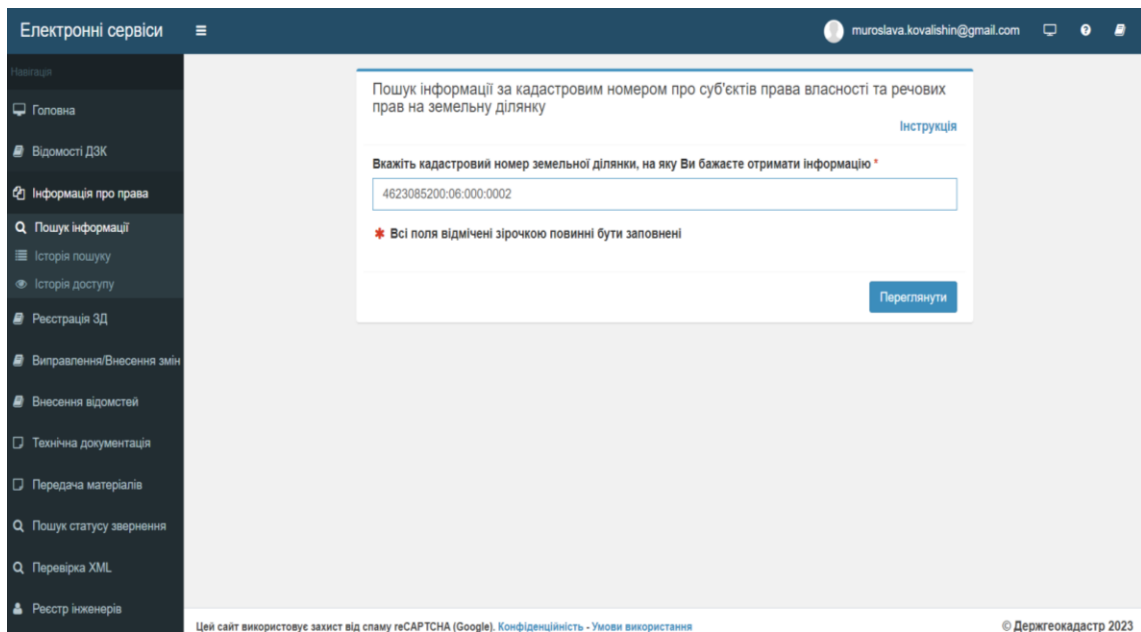 Електронні сервіси
muroslava.kovalishin@gmail.com
Навігація
Головна
Відомості ДЗК
Інформація про права
Пошук інформації
Історія пошуку
Історія доступу
Реєстрація ЗД
Виправлення/Внесення змін
Внесення відомстей
Технічна документація
Передача матеріалів
Пошук статусу звернення
Перевірка XML
Реєстр інженерів
Пошук інформації за кадастровим номером про суб'єктів права власності та речових
прав на земельну ділянку
Інструкція
Вкажіть кадастровий номер земельної ділянки, на яку Ви бажаєте отримати інформацію *
4623085200:06:000:0002
* Всі поля відмічені зірочкою повинні бути заповнені
Переглянути
Цей сайт використовує захист від спаму reCAPTCHA (Google). Конфіденційність - Умови використання
© Держгеокадастр 2023